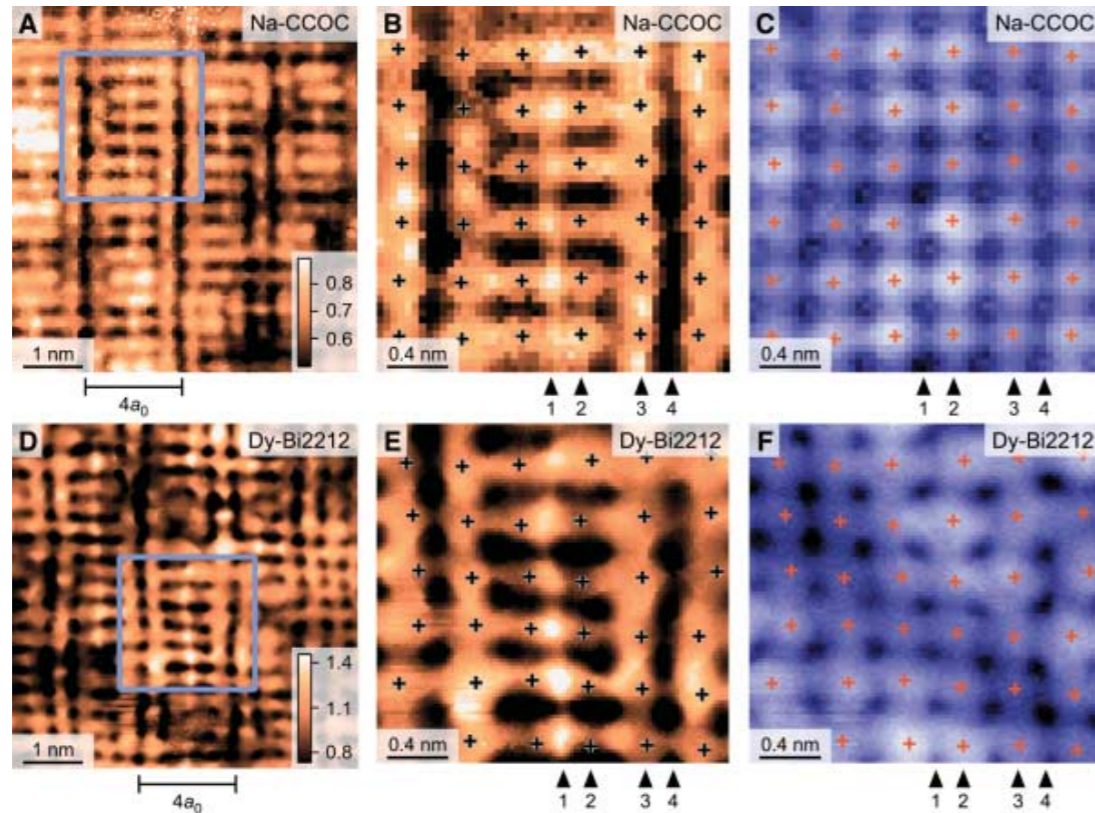 A
Na-CCOC
0.8
0.7
0.6
1 nm
4a₀
B
Na-CCOC
0.4 nm
1 2 3 4
C
Na-CCOC
0.4 nm
1 2 3 4
D
Dy-Bi2212
1.4
1.1
0.8
1 nm
4a₀
E
Dy-Bi2212
0.4 nm
1 2 3 4
F
Dy-Bi2212
0.4 nm
1 2 3 4